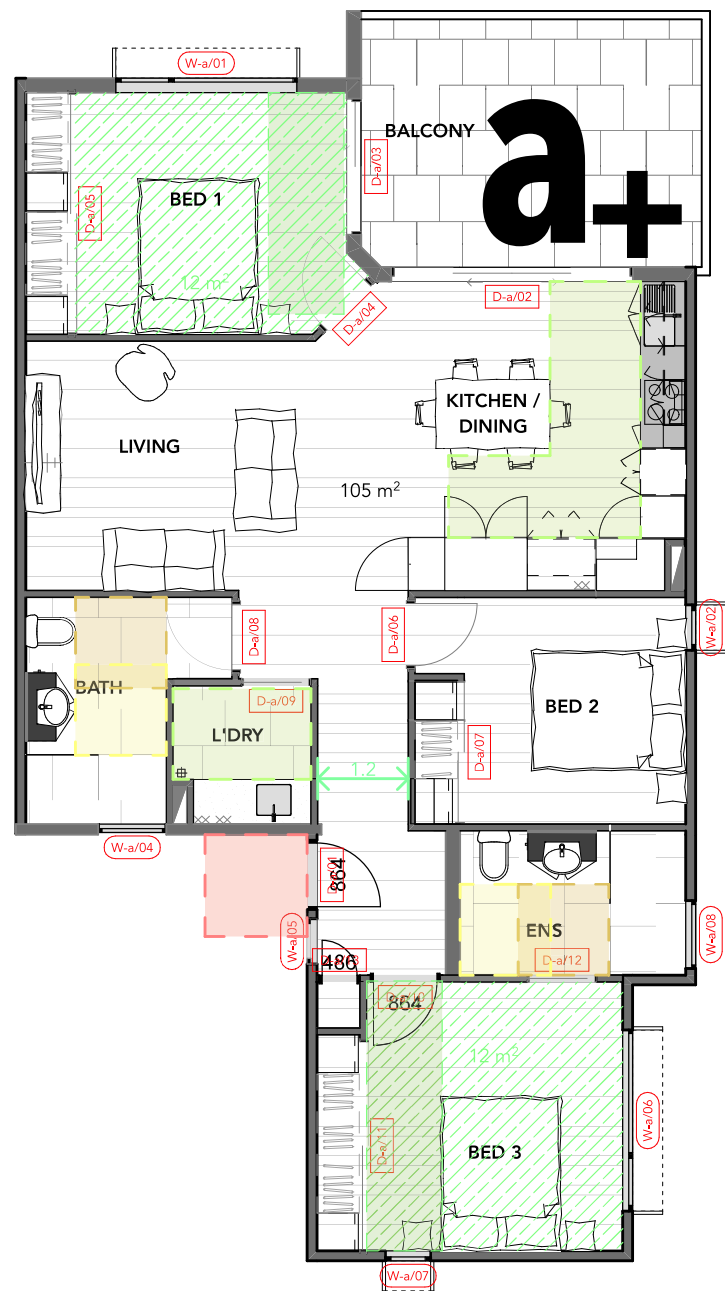 W-a/01
BALCONY
a+
D-a/03
BED 1
D-a/05
12 m²
D-a/02
D-a/04
KITCHEN /
DINING
LIVING
105 m²
D-a/08
D-a/06
W-a/02
BATH
D-a/09
L'DRY
BED 2
D-a/07
1.2
W-a/04
864
W-a/05
ENS
W-a/08
486
D-a/12
D-a/10
864
12 m²
D-a/11
W-a/06
BED 3
W-a/07